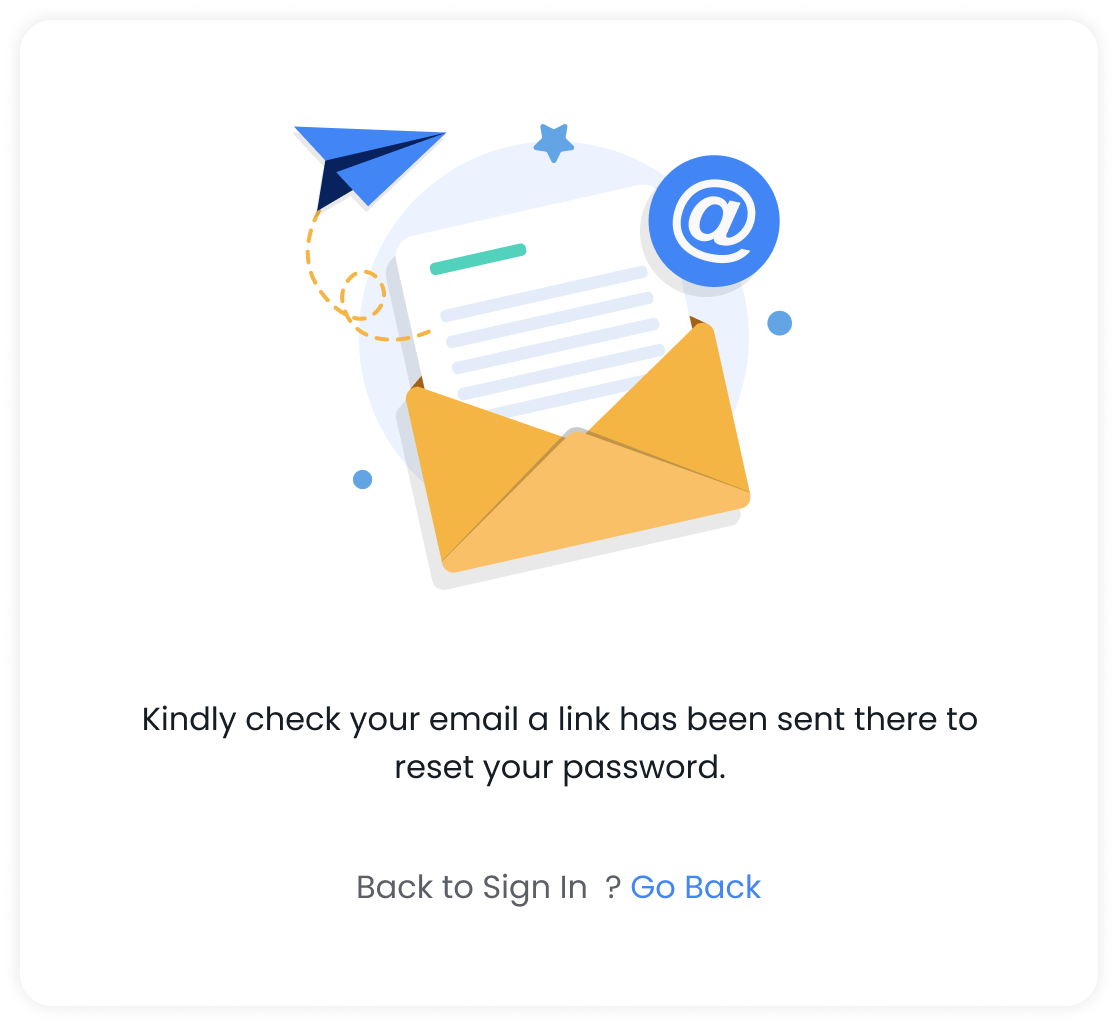 @
Kindly check your email a link has been sent there to
reset your password.
Back to Sign In ? Go Back